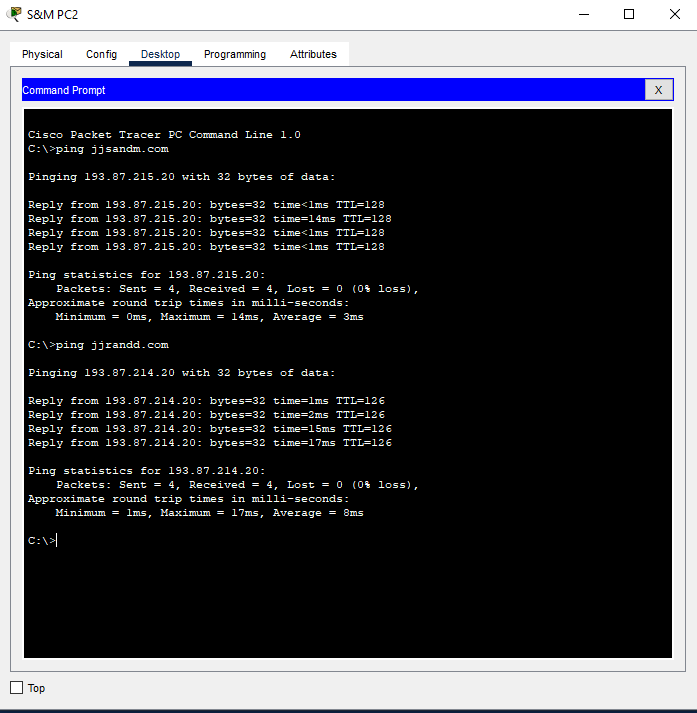 S&M PC2
Physical Config Desktop Programming Attributes
Command Prompt X
Cisco Packet Tracer PC Command Line 1.0
C:\>ping jjsandm.com
Pinging 193.87.215.20 with 32 bytes of data:
Reply from 193.87.215.20: bytes=32 time<1ms TTL=128
Reply from 193.87.215.20: bytes=32 time=14ms TTL=128
Reply from 193.87.215.20: bytes=32 time<1ms TTL=128
Reply from 193.87.215.20: bytes=32 time<1ms TTL=128
Ping statistics for 193.87.215.20:
Packets: Sent = 4, Received = 4, Lost = 0 (0% loss),
Approximate round trip times in milli-seconds:
Minimum = 0ms, Maximum = 14ms, Average = 3ms
C:\>ping jjrandd.com
Pinging 193.87.214.20 with 32 bytes of data:
Reply from 193.87.214.20: bytes=32 time=1ms TTL=126
Reply from 193.87.214.20: bytes=32 time=2ms TTL=126
Reply from 193.87.214.20: bytes=32 time=15ms TTL=126
Reply from 193.87.214.20: bytes=32 time=17ms TTL=126
Ping statistics for 193.87.214.20:
Packets: Sent = 4, Received = 4, Lost = 0 (0% loss),
Approximate round trip times in milli-seconds:
Minimum = 1ms, Maximum = 17ms, Average = 8ms
C:\>
Top